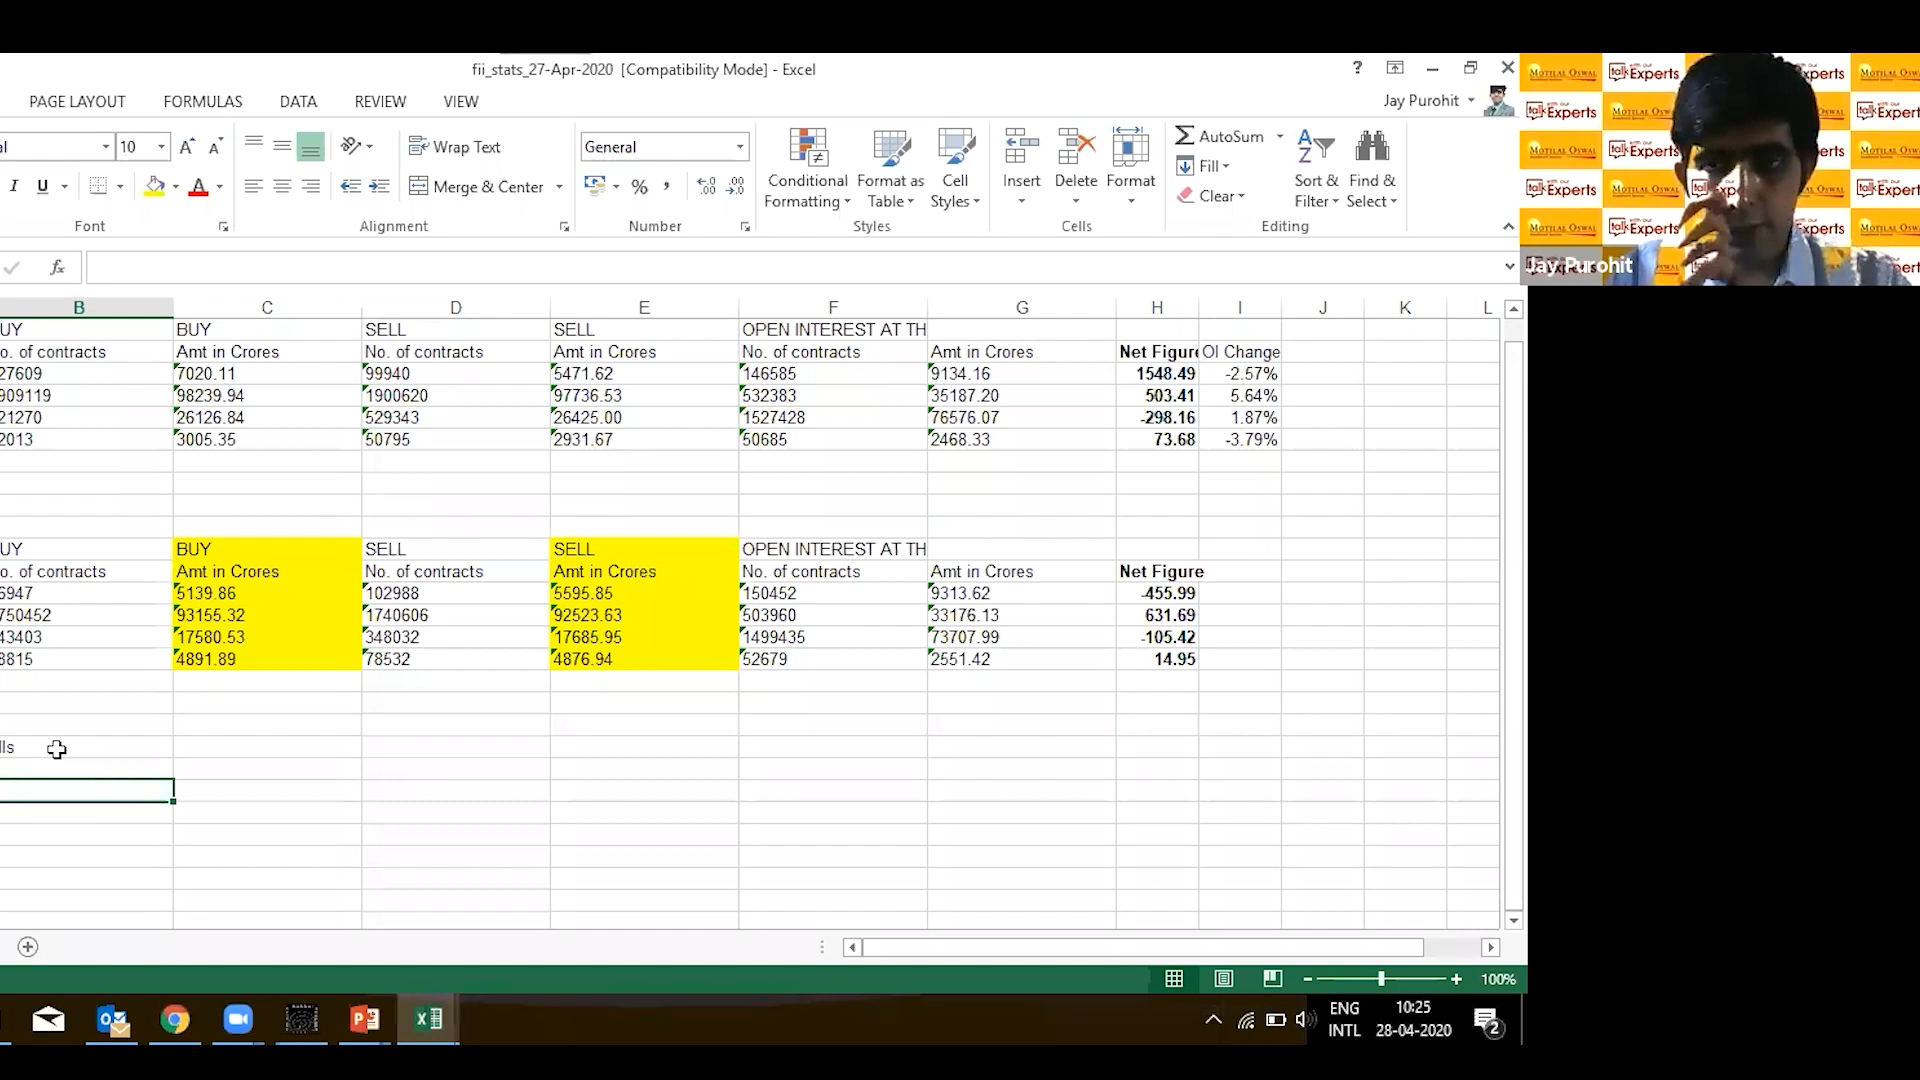 fii_stats_27-Apr-2020 [Compatibility Mode] - Excel
PAGE LAYOUT FORMULAS DATA REVIEW VIEW
Jay Purohit
al 10
Wrap Text
General
AutoSum
Fill
Clear
Merge & Center
Conditional Formatting
Format as Table
Cell Styles
Insert Delete Format
Sort & Filter
Find & Select
Font Alignment Number Styles Cells Editing
fx
MOTILAL OSWAL
talk with our Experts
Jay Purohit
B C D E F G H I J K L
UY BUY SELL SELL OPEN INTEREST AT TH
o. of contracts Amt in Crores No. of contracts Amt in Crores No. of contracts Amt in Crores Net Figure OI Change
27609 7020.11 99940 5471.62 146585 9134.16 1548.49 -2.57%
909119 98239.94 1900620 97736.53 532383 35187.20 503.41 5.64%
21270 26126.84 529343 26425.00 1527428 76576.07 -298.16 1.87%
2013 3005.35 50795 2931.67 50685 2468.33 73.68 -3.79%
UY BUY SELL SELL OPEN INTEREST AT TH
o. of contracts Amt in Crores No. of contracts Amt in Crores No. of contracts Amt in Crores Net Figure
6947 5139.86 102988 5595.85 150452 9313.62 -455.99
750452 93155.32 1740606 92523.63 503960 33176.13 631.69
43403 17580.53 348032 17685.95 1499435 73707.99 -105.42
8815 4891.89 78532 4876.94 52679 2551.42 14.95
lls
100%
ENG 10:25
INTL 28-04-2020
2